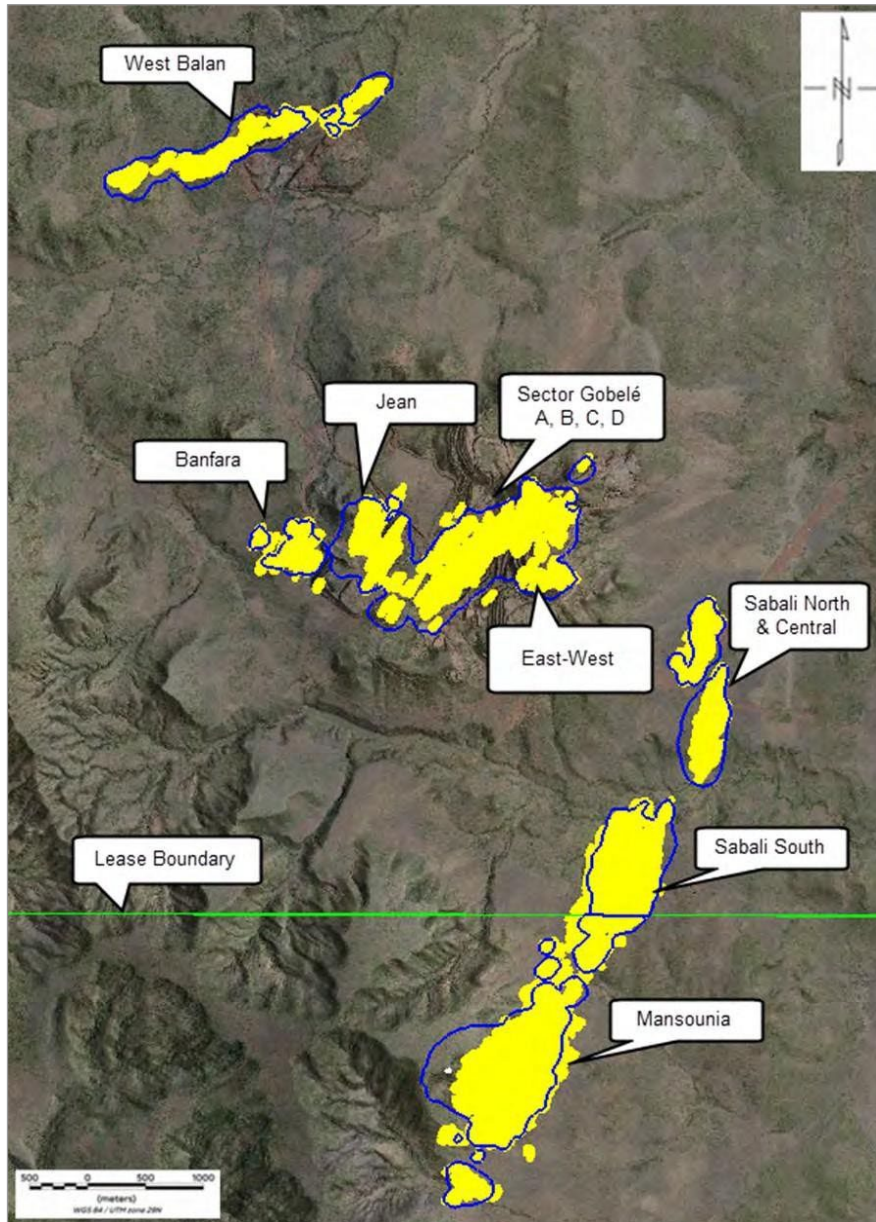 West Balan
N
Jean
Sector Gobelé
A, B, C, D
Banfara
East-West
Sabali North
& Central
Lease Boundary
Sabali South
Mansounia
500 0 500 1000
(meters)
WGS 84 / UTM zone 28N